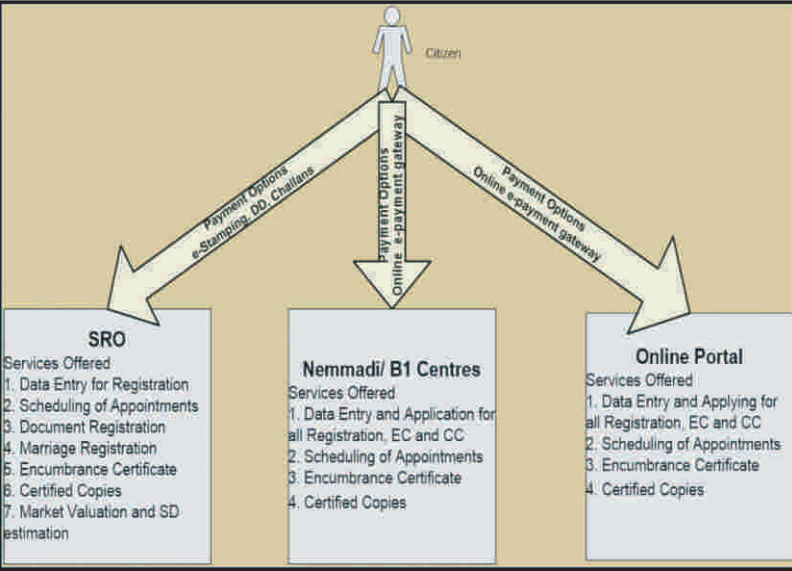 Citizen
Payment Options
e-Stamping, DD, Challans
Payment Options
Online e-payment gateway
Payment Options
Online e-payment gateway
SRO
Services Offered
1. Data Entry for Registration
2. Scheduling of Appointments
3. Document Registration
4. Marriage Registration
5. Encumbrance Certificate
6. Certified Copies
7. Market Valuation and SD
estimation
Nemmadi/ B1 Centres
Services Offered
1. Data Entry and Application for
all Registration, EC and CC
2. Scheduling of Appointments
3. Encumbrance Certificate
4. Certified Copies
Online Portal
Services Offered
1. Data Entry and Applying for
all Registration, EC and CC
2. Scheduling of Appointments
3. Encumbrance Certificate
4. Certified Copies